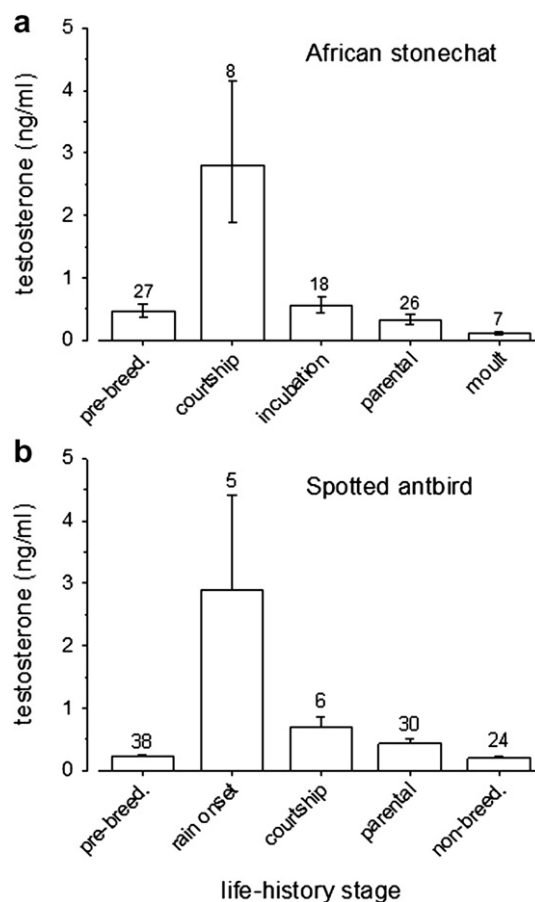 a
African stonechat
testosterone (ng/ml)
5
4
3
2
1
0
27
8
18
26
7
pre-breed.
courtship
incubation
parental
moult
b
Spotted antbird
testosterone (ng/ml)
5
4
3
2
1
0
38
5
6
30
24
pre-breed.
rain onset
courtship
parental
non-breed.
life-history stage